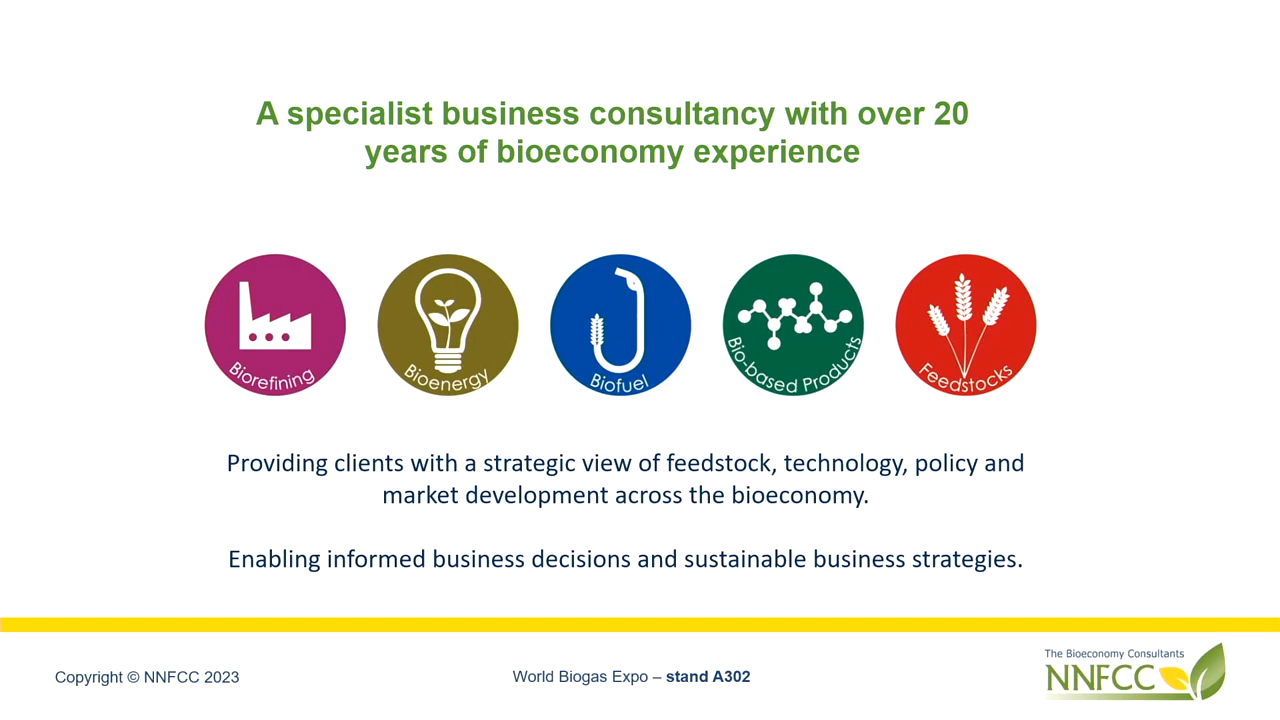 A specialist business consultancy with over 20
years of bioeconomy experience
Biorefining
Bioenergy
Biofuel
Bio-based Products
Feedstocks
Providing clients with a strategic view of feedstock, technology, policy and
market development across the bioeconomy.
Enabling informed business decisions and sustainable business strategies.
Copyright © NNFCC 2023
World Biogas Expo – stand A302
The Bioeconomy Consultants
NNFCC